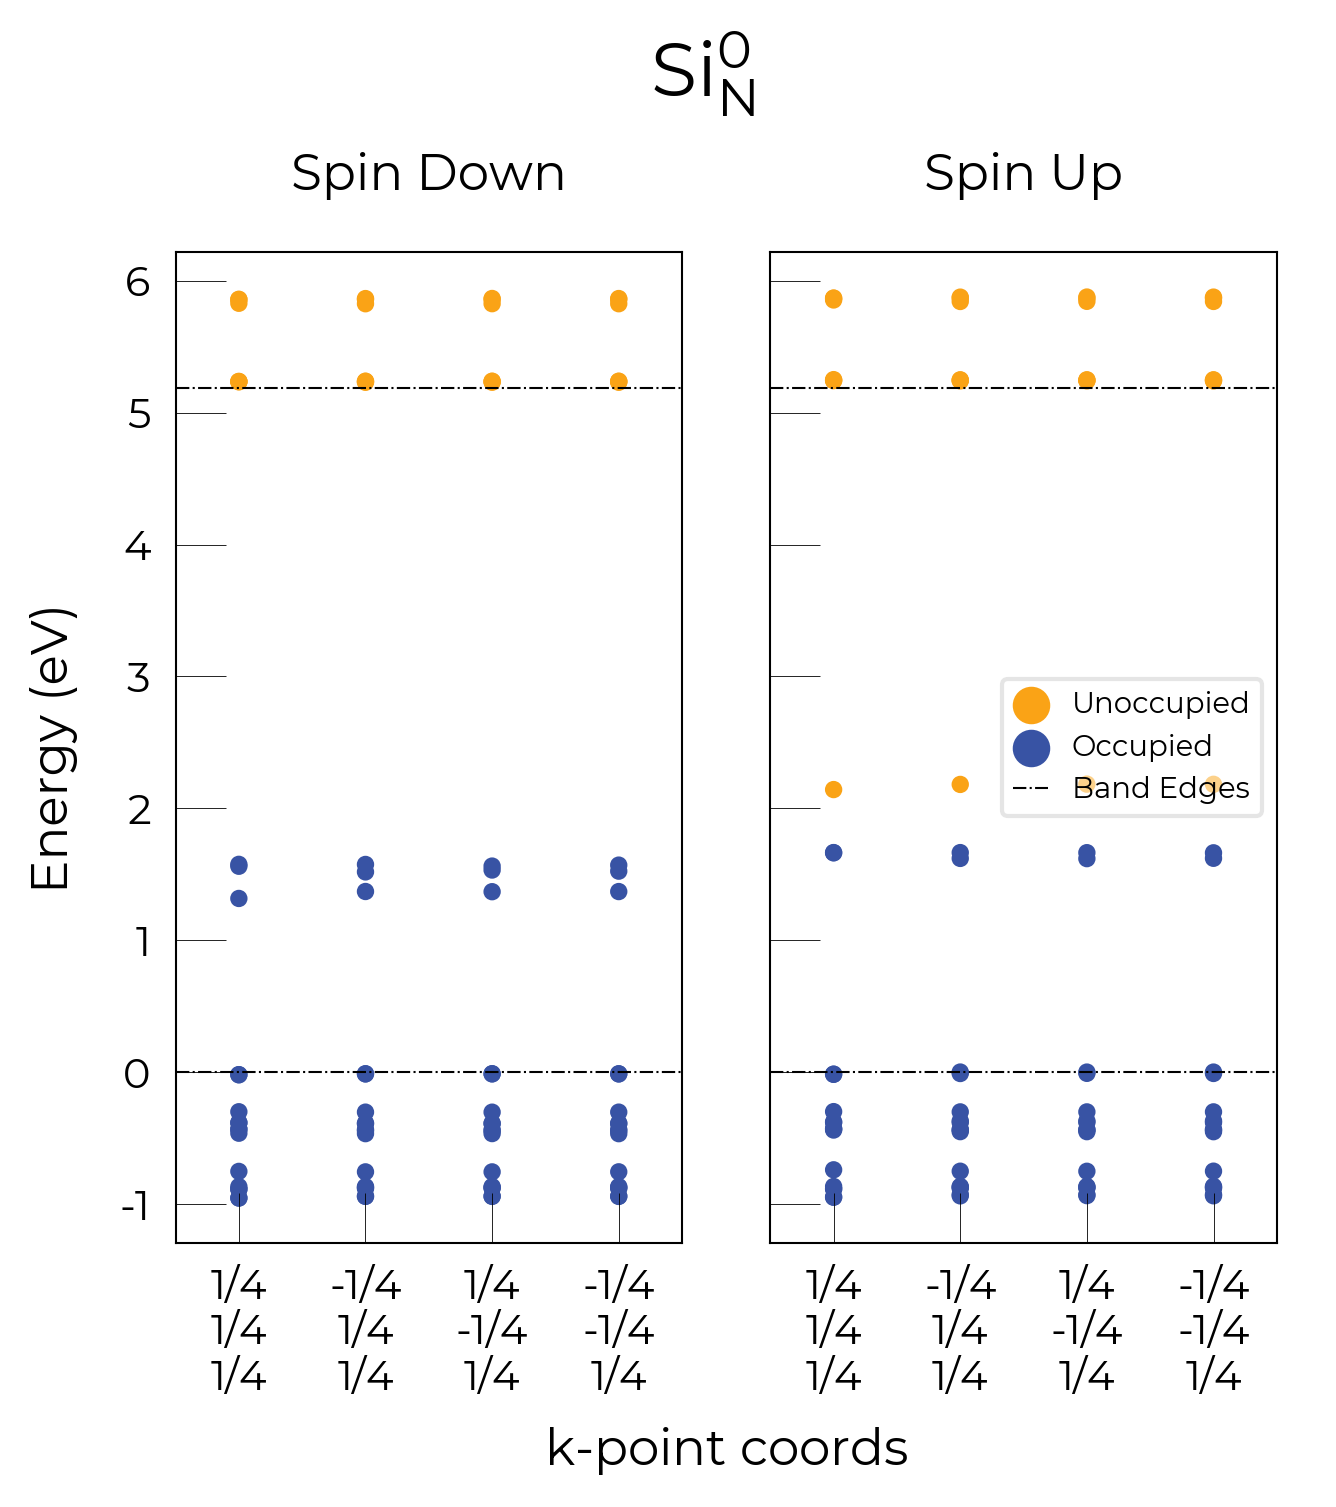 Si⁰_N
Spin Down
Spin Up
Energy (eV)
6
5
4
3
2
1
0
-1
Unoccupied
Occupied
Band Edges
1/4 -1/4 1/4 -1/4 1/4 -1/4 1/4 -1/4
1/4 1/4 -1/4 -1/4 1/4 1/4 -1/4 -1/4
1/4 1/4 1/4 1/4 1/4 1/4 1/4 1/4
k-point coords